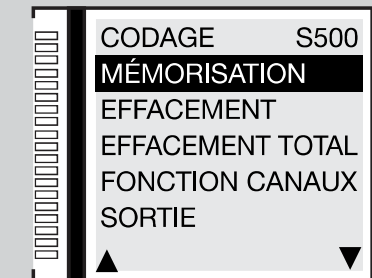 CODAGE S500
MÉMORISATION
EFFACEMENT
EFFACEMENT TOTAL
FONCTION CANAUX
SORTIE
▲ ▼